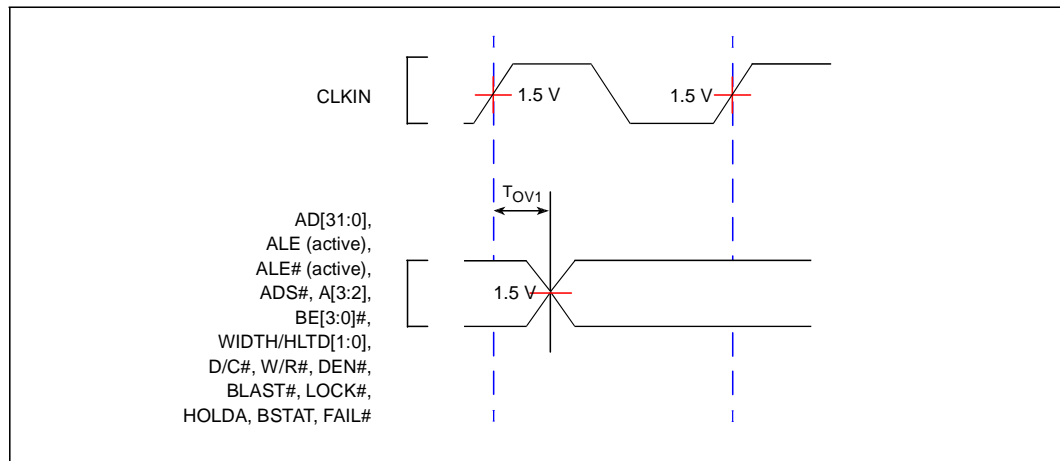 CLKIN
1.5 V
1.5 V
TOV1
AD[31:0],
ALE (active),
ALE# (active),
ADS#, A[3:2],
BE[3:0]#,
WIDTH/HLTD[1:0],
D/C#, W/R#, DEN#,
BLAST#, LOCK#,
HOLDA, BSTAT, FAIL#
1.5 V